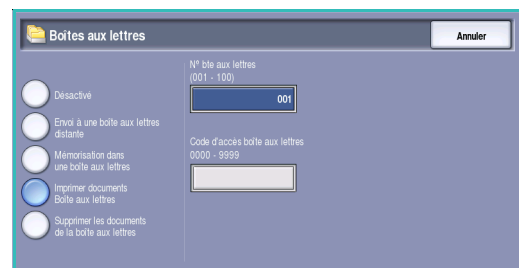 Boîtes aux lettres
Annuler
Désactivé
Envoi à une boîte aux lettres
distante
Mémorisation dans
une boîte aux lettres
Imprimer documents
Boîte aux lettres
Supprimer les documents
de la boîte aux lettres
N° bte aux lettres
(001 - 100)
001
Code d'accès boîte aux lettres
0000 - 9999